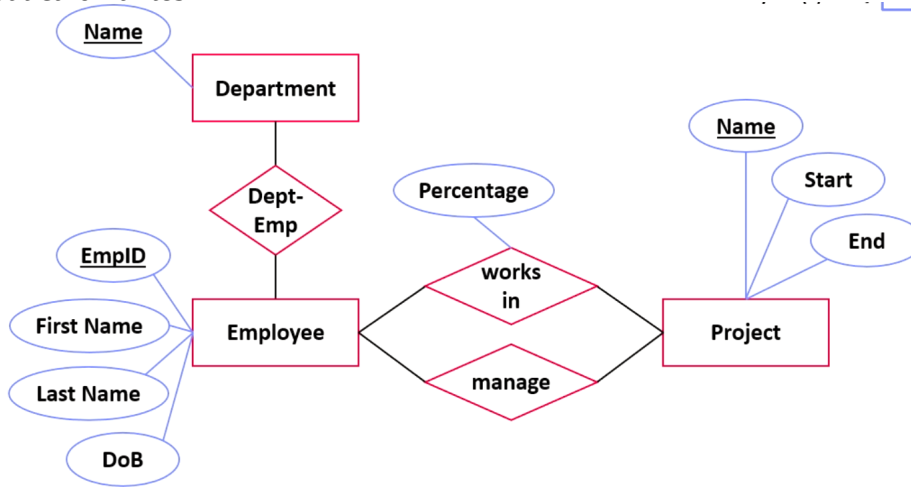 Name
Department
Name
Dept-
Emp
Percentage
Start
End
EmpID
works
in
First Name
Employee
Project
manage
Last Name
DoB